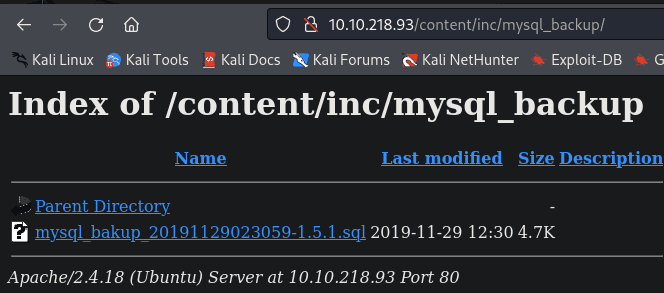 10.10.218.93/content/inc/mysql_backup/
Kali Linux Kali Tools Kali Docs Kali Forums Kali NetHunter Exploit-DB G
Index of /content/inc/mysql_backup
Name Last modified Size Description
Parent Directory -
mysql_bakup_20191129023059-1.5.1.sql 2019-11-29 12:30 4.7K
Apache/2.4.18 (Ubuntu) Server at 10.10.218.93 Port 80